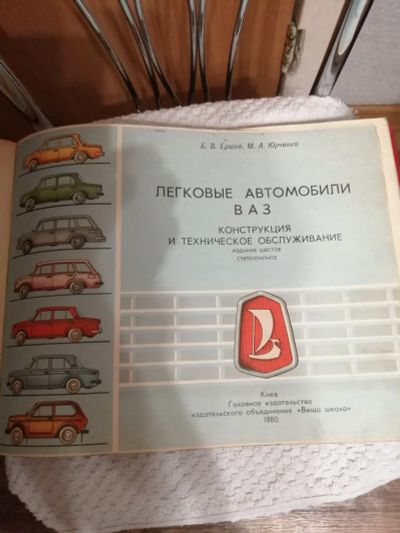 Б. В. Ершов, М. А. Юрченко
ЛЕГКОВЫЕ АВТОМОБИЛИ
ВАЗ
КОНСТРУКЦИЯ
И ТЕХНИЧЕСКОЕ ОБСЛУЖИВАНИЕ
ИЗДАНИЕ ШЕСТОЕ
СТЕРЕОТИПНОЕ
Киев
Головное издательство
издательского объединения «Вища школа»
1980